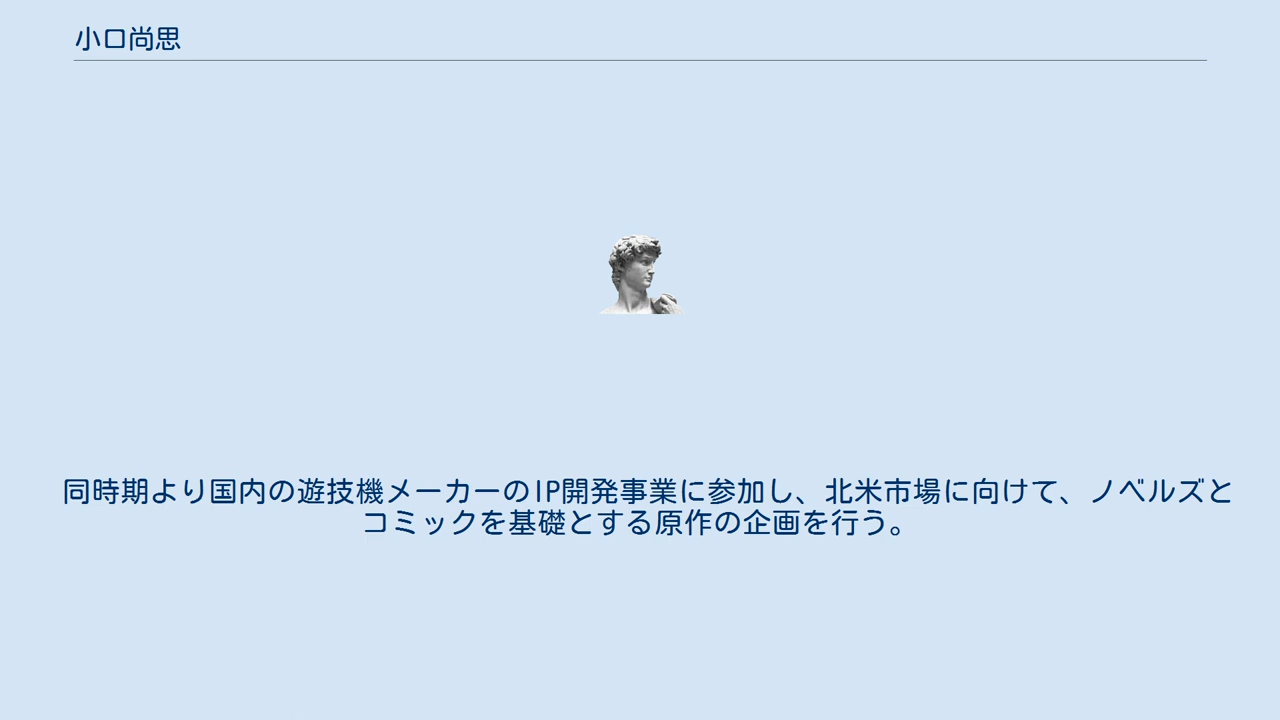 小口尚思
同時期より国内の遊技機メーカーのIP開発事業に参加し、北米市場に向けて、ノベルズと
コミックを基礎とする原作の企画を行う。